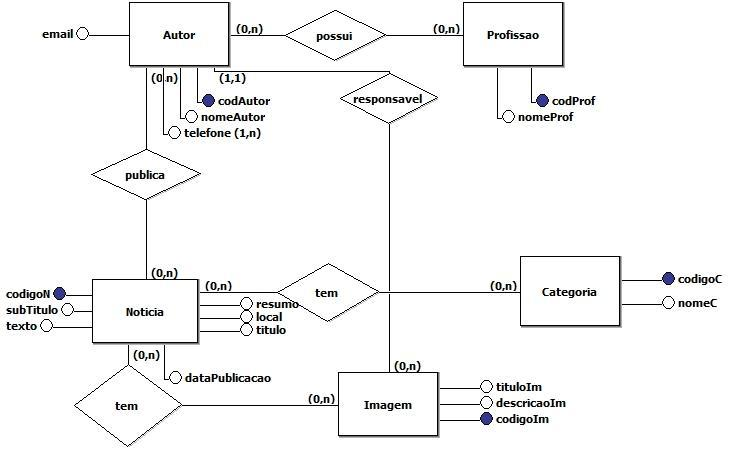 email
Autor
(0,n)
possui
(0,n)
Profissao
(0,n)
(1,1)
codAutor
nomeAutor
telefone (1,n)
responsavel
codProf
nomeProf
publica
(0,n)
codigoN
subTitulo
texto
Noticia
(0,n)
resumo
local
titulo
tem
(0,n)
Categoria
codigoC
nomeC
(0,n)
dataPublicacao
tem
(0,n)
(0,n)
Imagem
tituloIm
descricaoIm
codigoIm